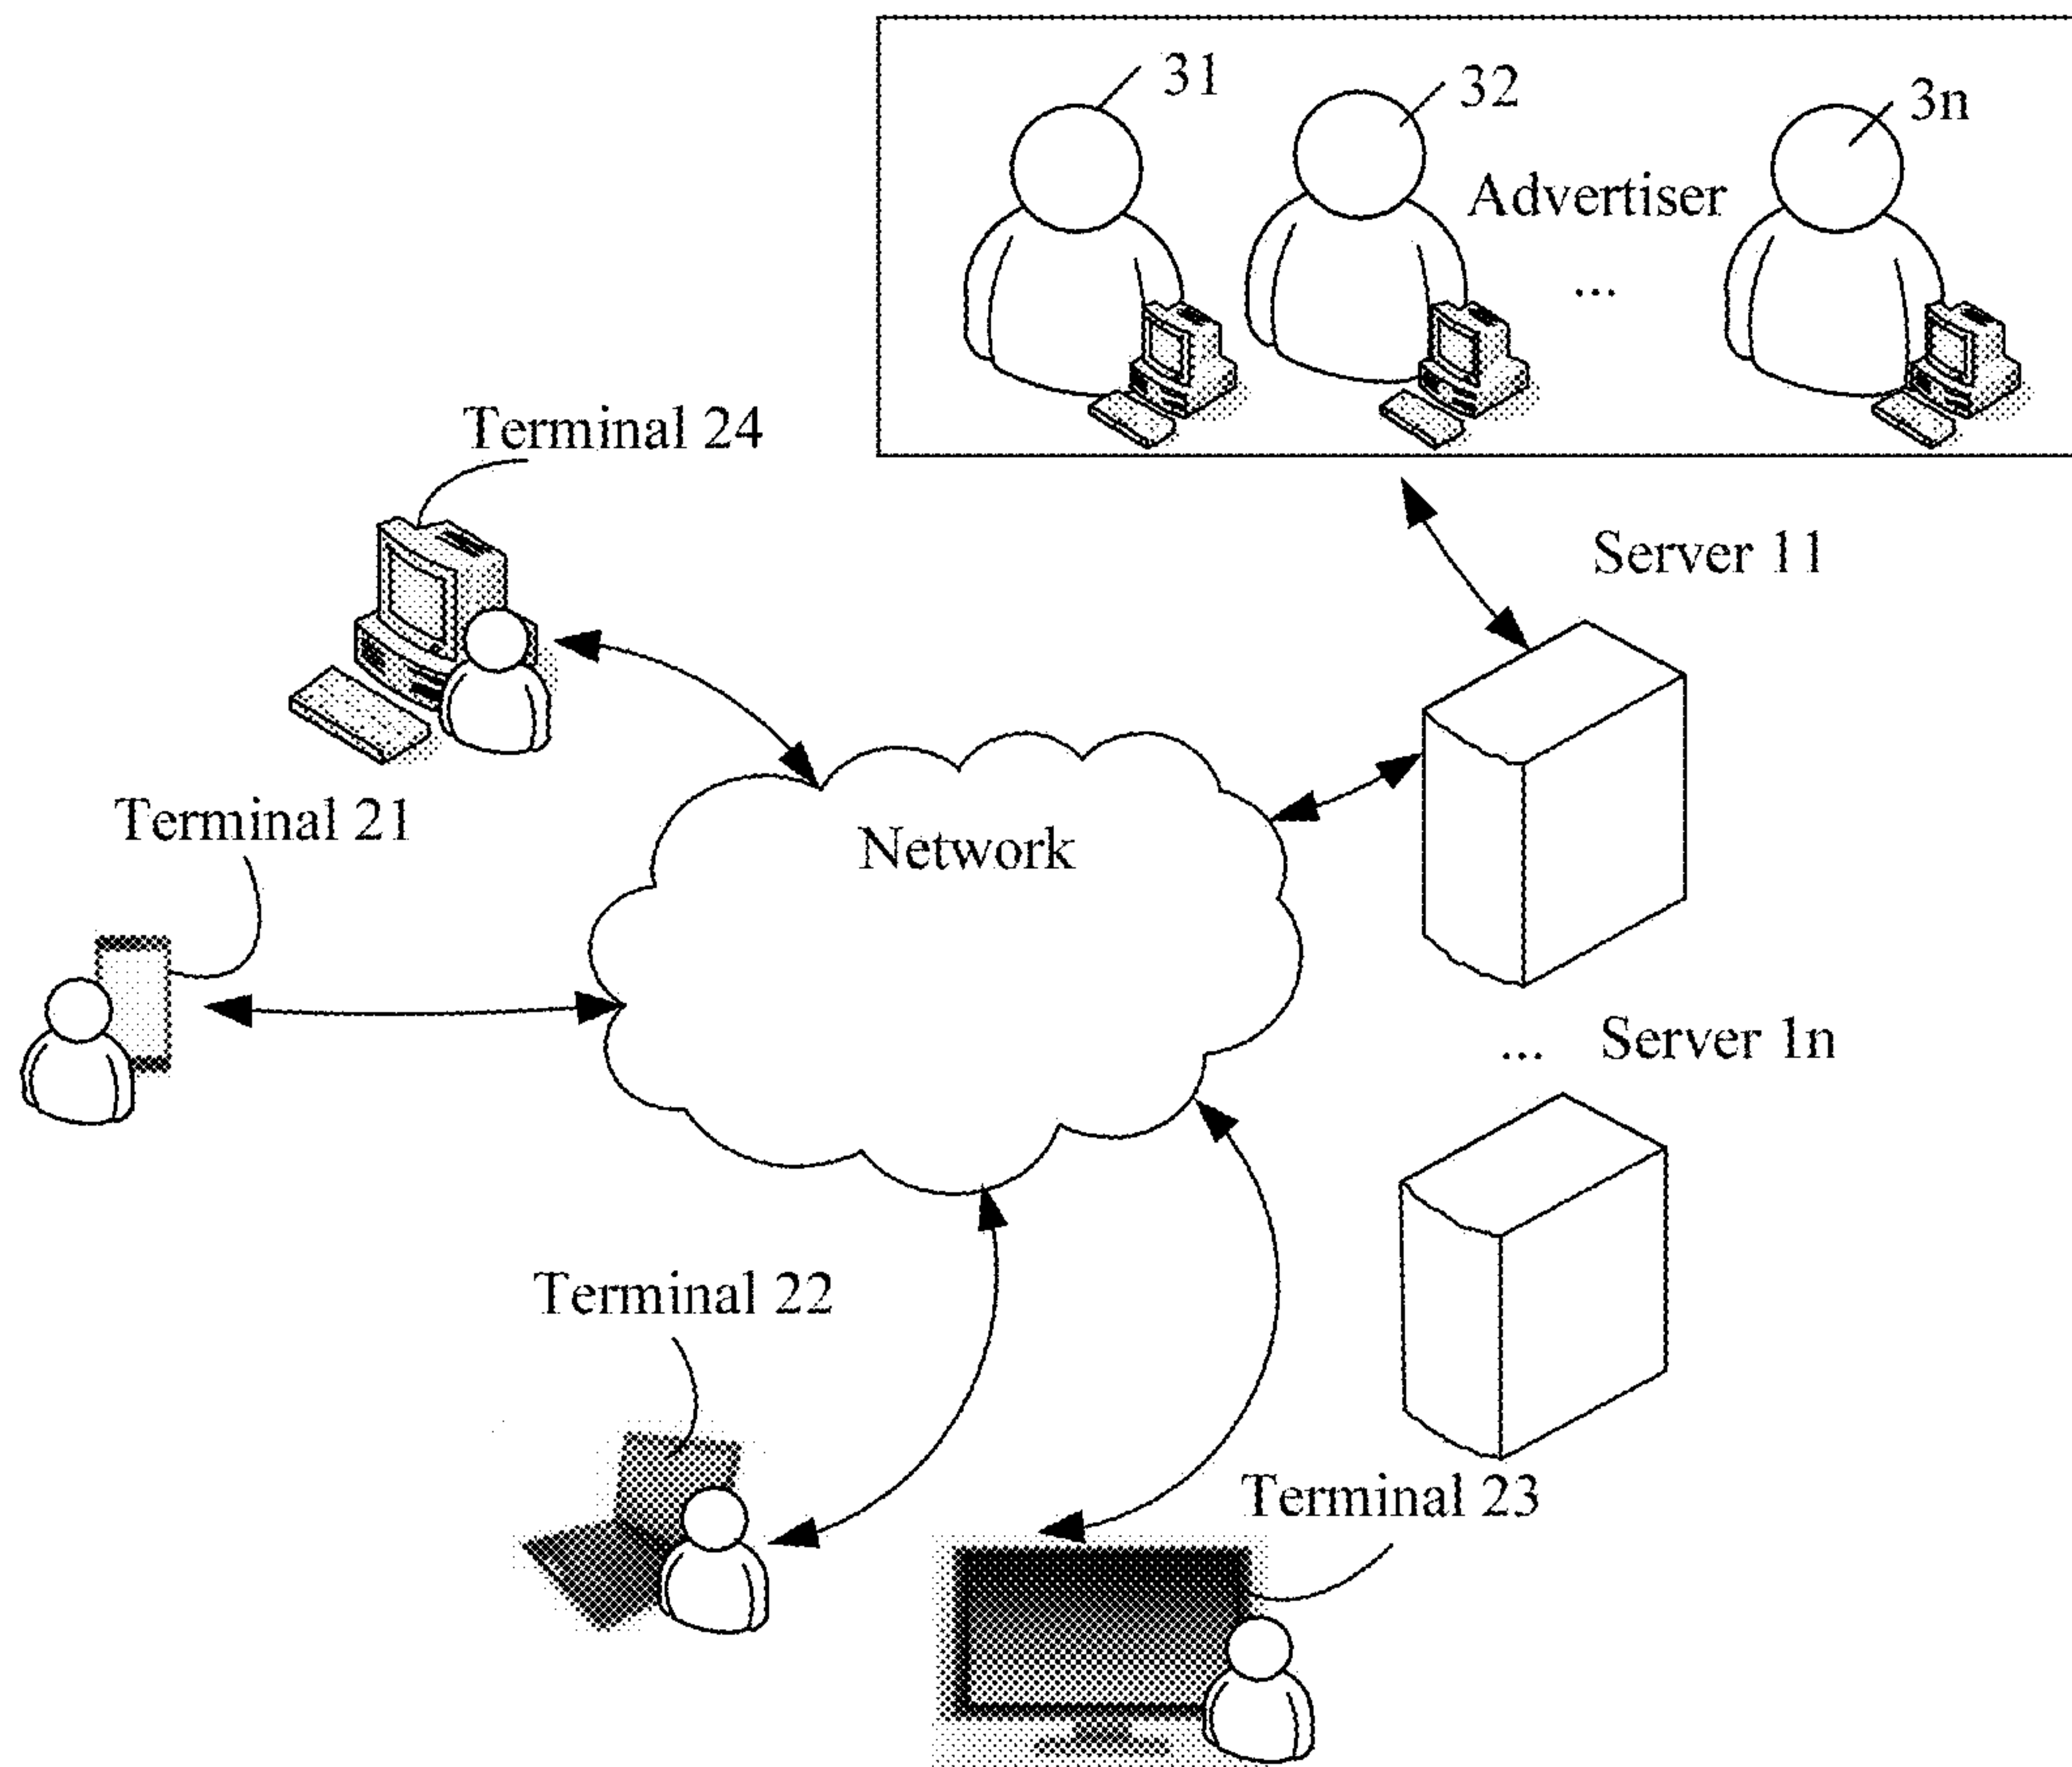 31
32
3n
Advertiser
...
Terminal 24
Server 11
Terminal 21
Network
... Server 1n
Terminal 22
Terminal 23